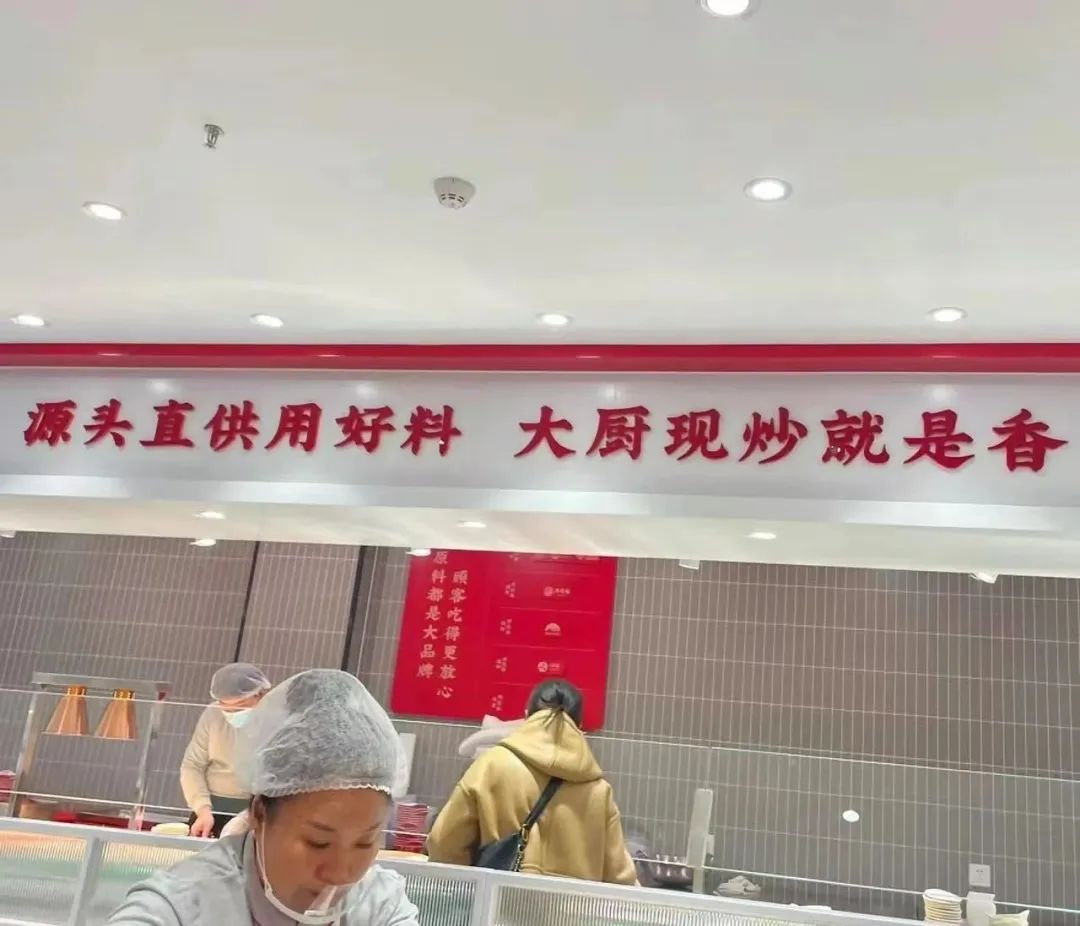 源头直供用好料 大厨现炒就是香
原料都是大品牌
顾客吃得更放心